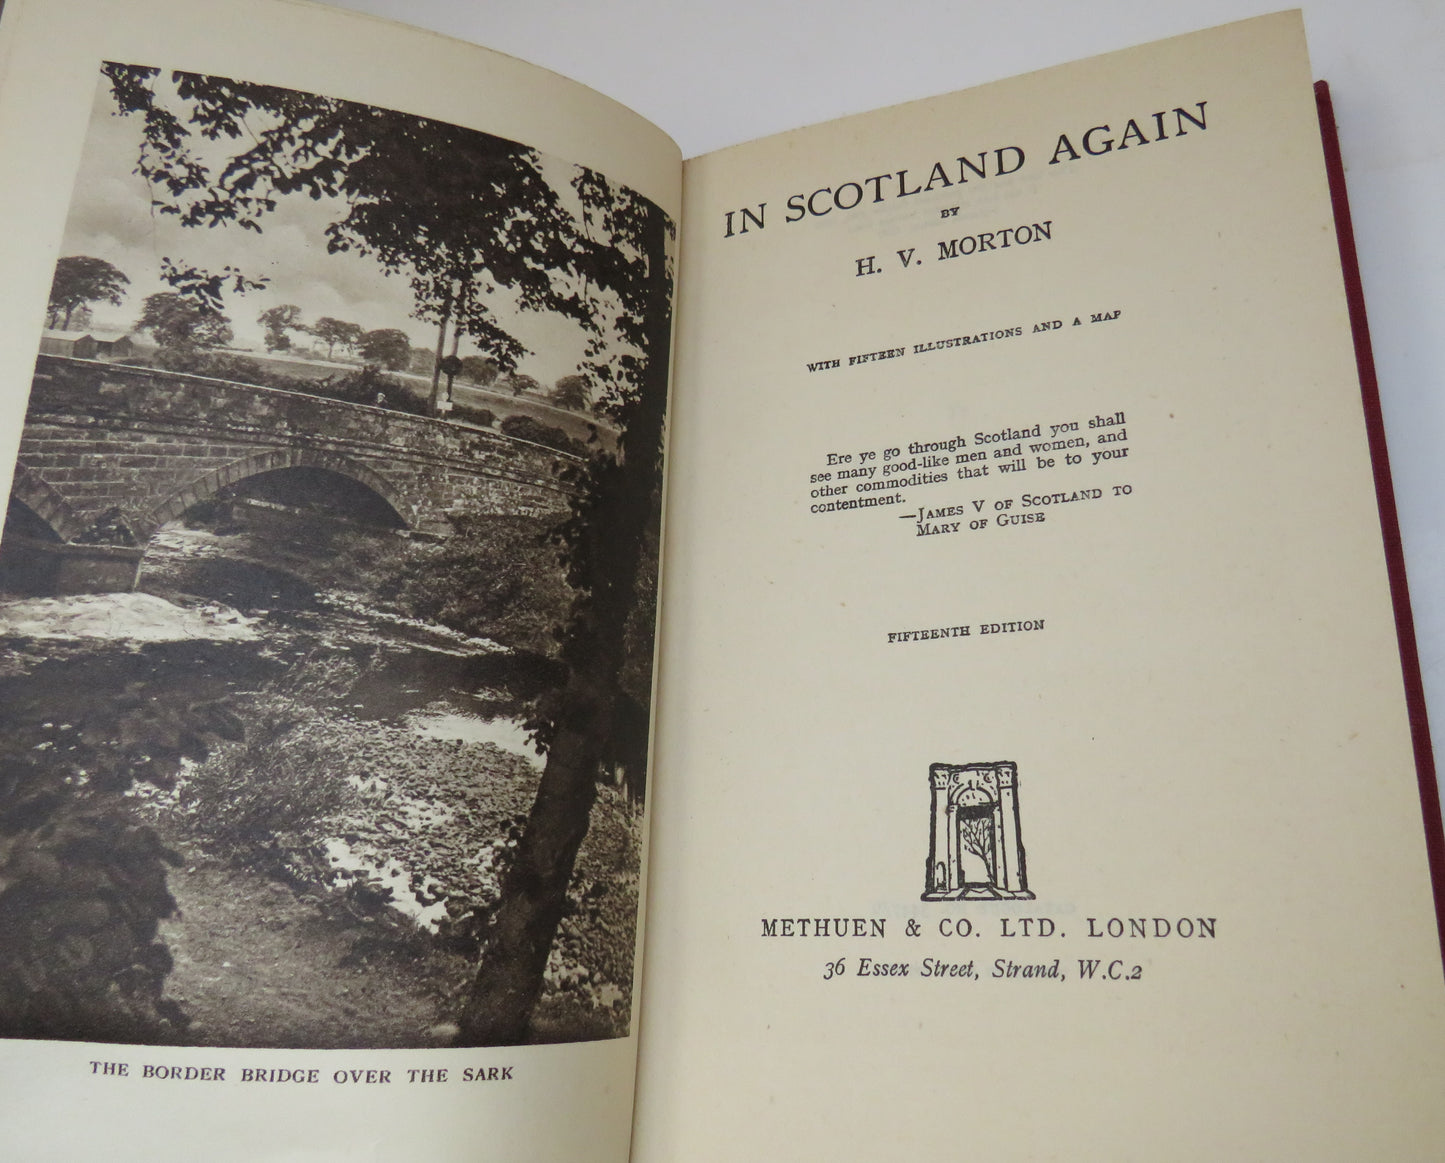 THE BORDER BRIDGE OVER THE SARK
IN SCOTLAND AGAIN
BY
H. V. MORTON
WITH FIFTEEN ILLUSTRATIONS AND A MAP
Ere ye go through Scotland you shall
see many good-like men and women, and
other commodities that will be to your
contentment.
—JAMES V OF SCOTLAND TO
MARY OF GUISE
FIFTEENTH EDITION
METHUEN & CO. LTD. LONDON
36 Essex Street, Strand, W.C.2